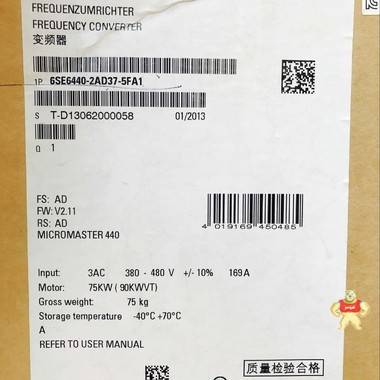 FREQUENZUMRICHTER
FREQUENCY CONVERTER
变频器
1P 6SE6440-2AD37-5FA1
S T-D13062000058 01/2013
Q 1
FS: AD
FW: V2.11
RS: AD
MICROMASTER 440
4 019169 450485
Input: 3AC 380 - 480 V +/- 10% 169 A
Motor: 75KW ( 90KWVT)
Gross weight: 75 kg
Storage temperature -40°C +70°C
A
REFER TO USER MANUAL
质量检验合格